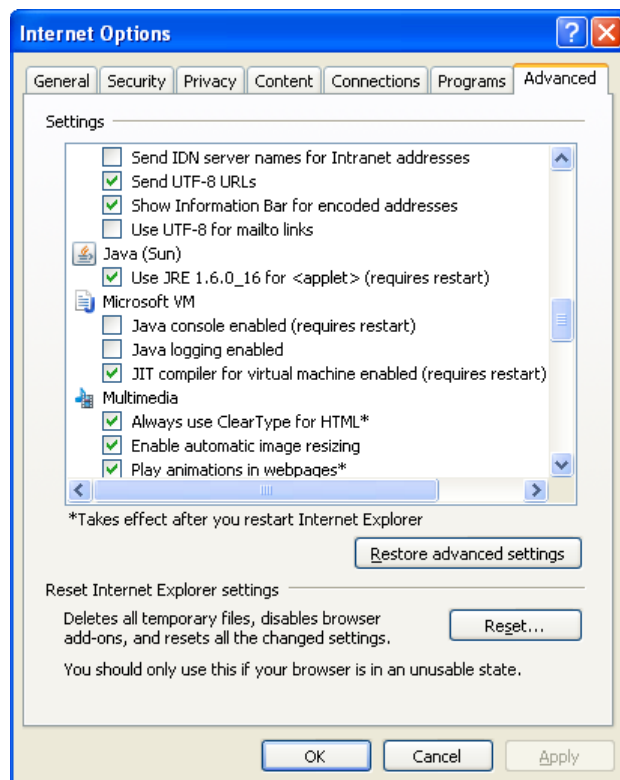 Internet Options
General Security Privacy Content Connections Programs Advanced
Settings
Send IDN server names for Intranet addresses
Send UTF-8 URLs
Show Information Bar for encoded addresses
Use UTF-8 for mailto links
Java (Sun)
Use JRE 1.6.0_16 for <applet> (requires restart)
Microsoft VM
Java console enabled (requires restart)
Java logging enabled
JIT compiler for virtual machine enabled (requires restart)
Multimedia
Always use ClearType for HTML*
Enable automatic image resizing
Play animations in webpages*
*Takes effect after you restart Internet Explorer
Restore advanced settings
Reset Internet Explorer settings
Deletes all temporary files, disables browser
add-ons, and resets all the changed settings.
Reset...
You should only use this if your browser is in an unusable state.
OK Cancel Apply